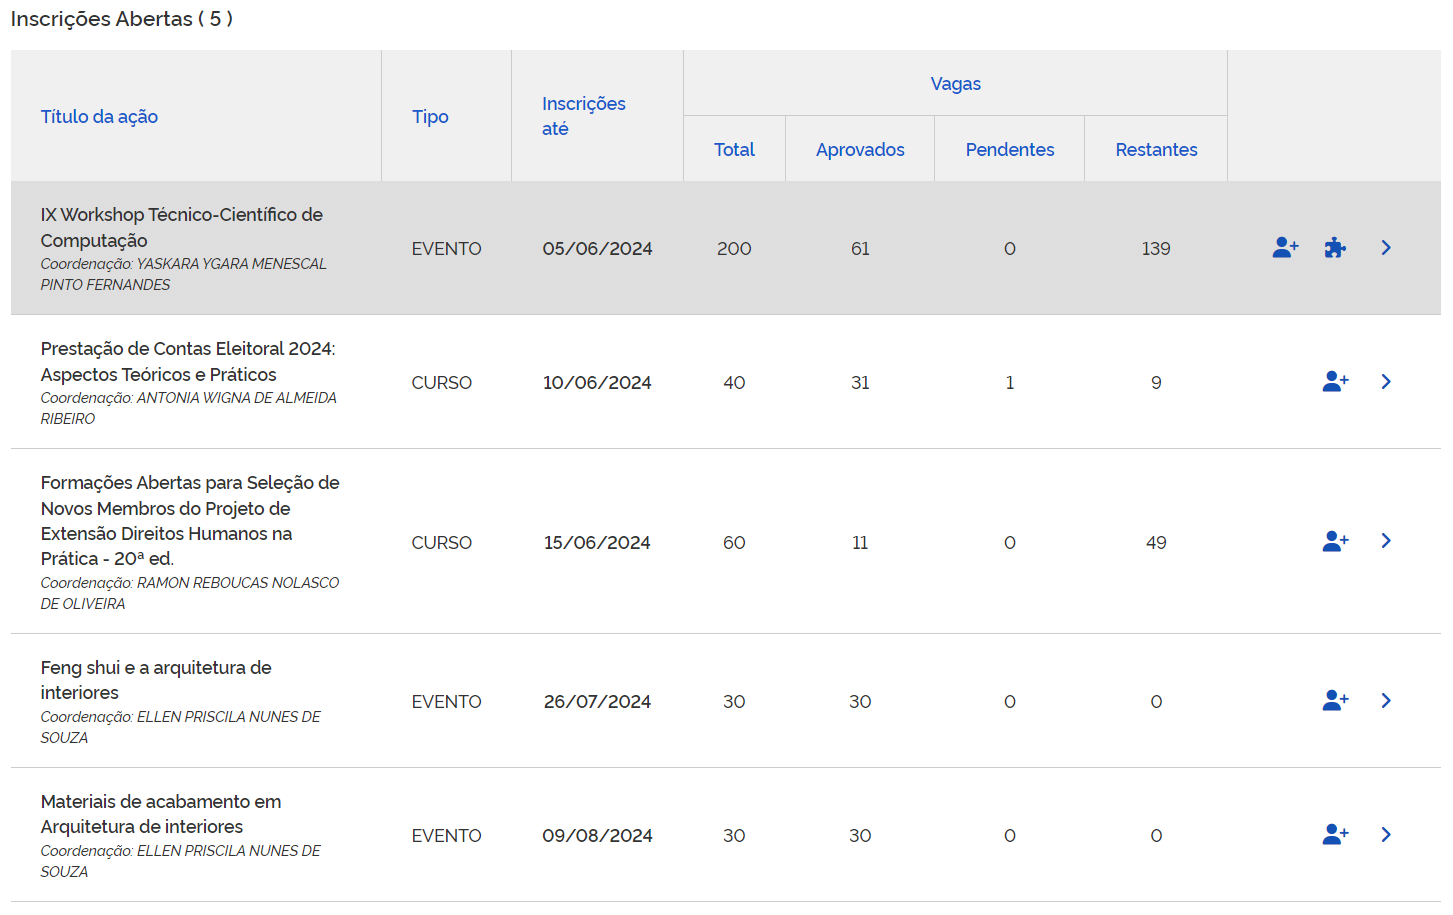 Inscrições Abertas ( 5 )
Título da ação
Tipo
Inscrições
até
Vagas
Total
Aprovados
Pendentes
Restantes
IX Workshop Técnico-Científico de
Computação
Coordenação: YASKARA YGARA MENESCAL
PINTO FERNANDES
EVENTO
05/06/2024
200
61
0
139
Prestação de Contas Eleitoral 2024:
Aspectos Teóricos e Práticos
Coordenação: ANTONIA WIGNA DE ALMEIDA
RIBEIRO
CURSO
10/06/2024
40
31
1
9
Formações Abertas para Seleção de
Novos Membros do Projeto de
Extensão Direitos Humanos na
Prática - 20ª ed.
Coordenação: RAMON REBOUCAS NOLASCO
DE OLIVEIRA
CURSO
15/06/2024
60
11
0
49
Feng shui e a arquitetura de
interiores
Coordenação: ELLEN PRISCILA NUNES DE
SOUZA
EVENTO
26/07/2024
30
30
0
0
Materiais de acabamento em
Arquitetura de interiores
Coordenação: ELLEN PRISCILA NUNES DE
SOUZA
EVENTO
09/08/2024
30
30
0
0